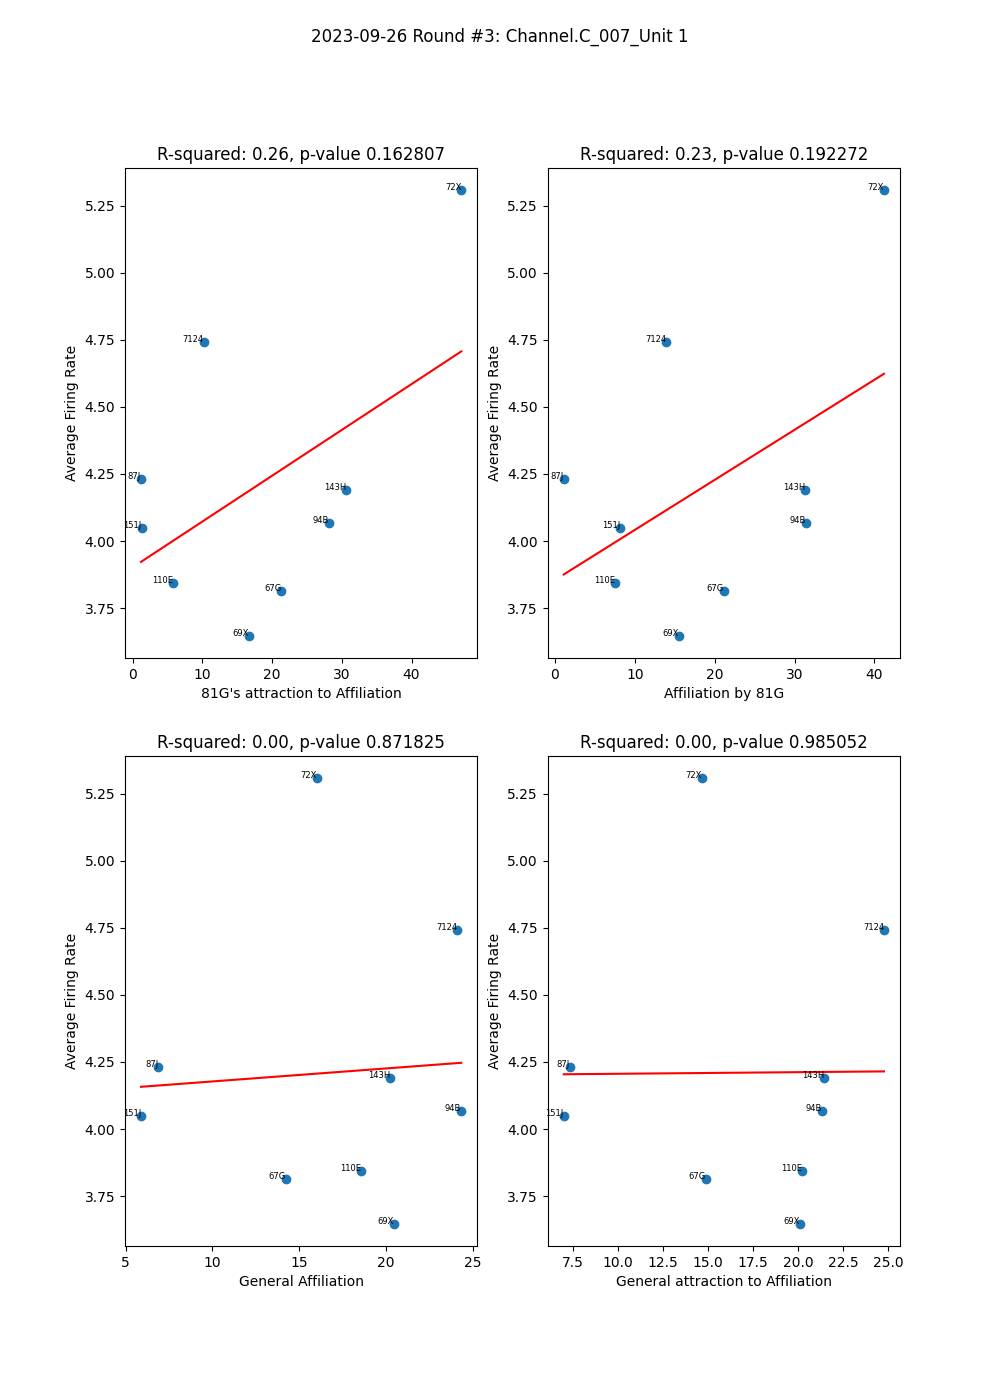 2023-09-26 Round #3: Channel.C_007_Unit 1
R-squared: 0.26, p-value 0.162807
Average Firing Rate
5.25
5.00
4.75
4.50
4.25
4.00
3.75
72X
7124
87J
143H
94B
151J
110E
67G
69X
0 10 20 30 40
81G's attraction to Affiliation
R-squared: 0.23, p-value 0.192272
Average Firing Rate
5.25
5.00
4.75
4.50
4.25
4.00
3.75
72X
7124
87J
143H
94B
151J
110E
67G
69X
0 10 20 30 40
Affiliation by 81G
R-squared: 0.00, p-value 0.871825
Average Firing Rate
5.25
5.00
4.75
4.50
4.25
4.00
3.75
72X
7124
87J
143H
94B
151J
110E
67G
69X
5 10 15 20 25
General Affiliation
R-squared: 0.00, p-value 0.985052
Average Firing Rate
5.25
5.00
4.75
4.50
4.25
4.00
3.75
72X
7124
87J
143H
94B
151J
110E
67G
69X
7.5 10.0 12.5 15.0 17.5 20.0 22.5 25.0
General attraction to Affiliation